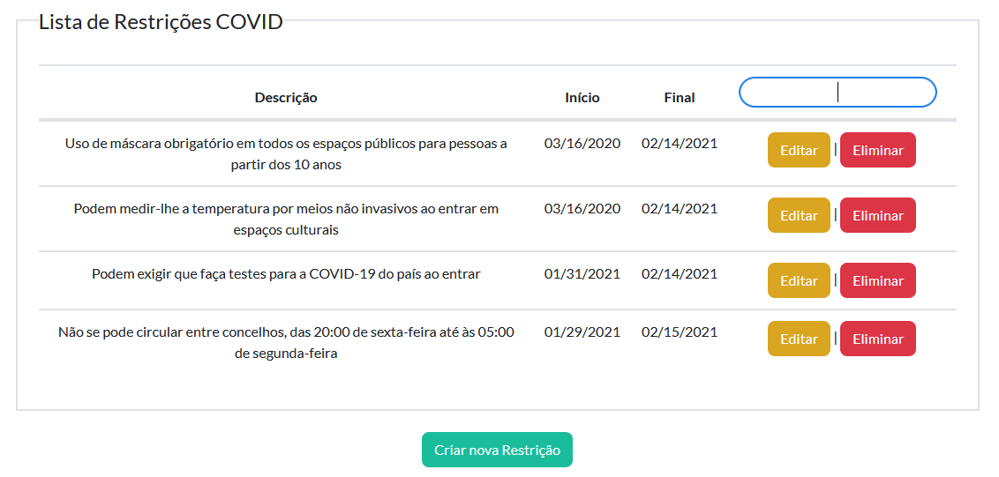 Lista de Restrições COVID
Descrição Início Final
Uso de máscara obrigatório em todos os espaços públicos para pessoas a 03/16/2020 02/14/2021 Editar | Eliminar
partir dos 10 anos
Podem medir-lhe a temperatura por meios não invasivos ao entrar em 03/16/2020 02/14/2021 Editar | Eliminar
espaços culturais
Podem exigir que faça testes para a COVID-19 do país ao entrar 01/31/2021 02/14/2021 Editar | Eliminar
Não se pode circular entre concelhos, das 20:00 de sexta-feira até às 05:00 01/29/2021 02/15/2021 Editar | Eliminar
de segunda-feira
Criar nova Restrição